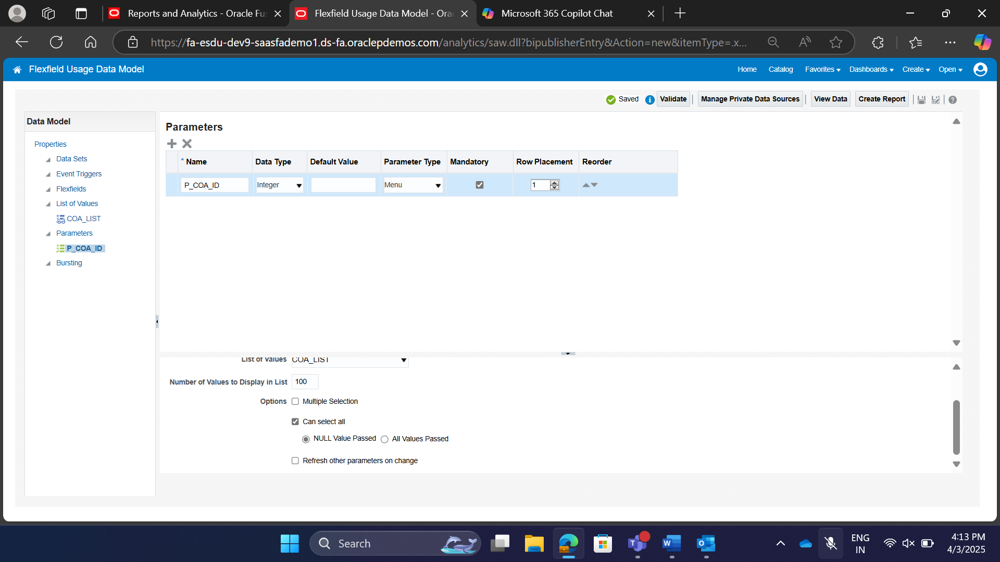 Reports and Analytics - Oracle Fus
Flexfield Usage Data Model - Orac
Microsoft 365 Copilot Chat
https://fa-esdu-dev9-saasfademo1.ds-fa.oraclepdemos.com/analytics/saw.dll?bipublisherEntry&Action=new&itemType=.x...
Flexfield Usage Data Model
Home Catalog Favorites Dashboards Create Open
Saved Validate Manage Private Data Sources View Data Create Report
Data Model
Properties
Data Sets
Event Triggers
Flexfields
List of Values
COA_LIST
Parameters
P_COA_ID
Bursting
Parameters
* Name Data Type Default Value Parameter Type Mandatory Row Placement Reorder
P_COA_ID Integer Menu 1
List of Values COA_LIST
Number of Values to Display in List 100
Options Multiple Selection
Can select all
NULL Value Passed All Values Passed
Refresh other parameters on change
Search
ENG
IN
4:13 PM
4/3/2025